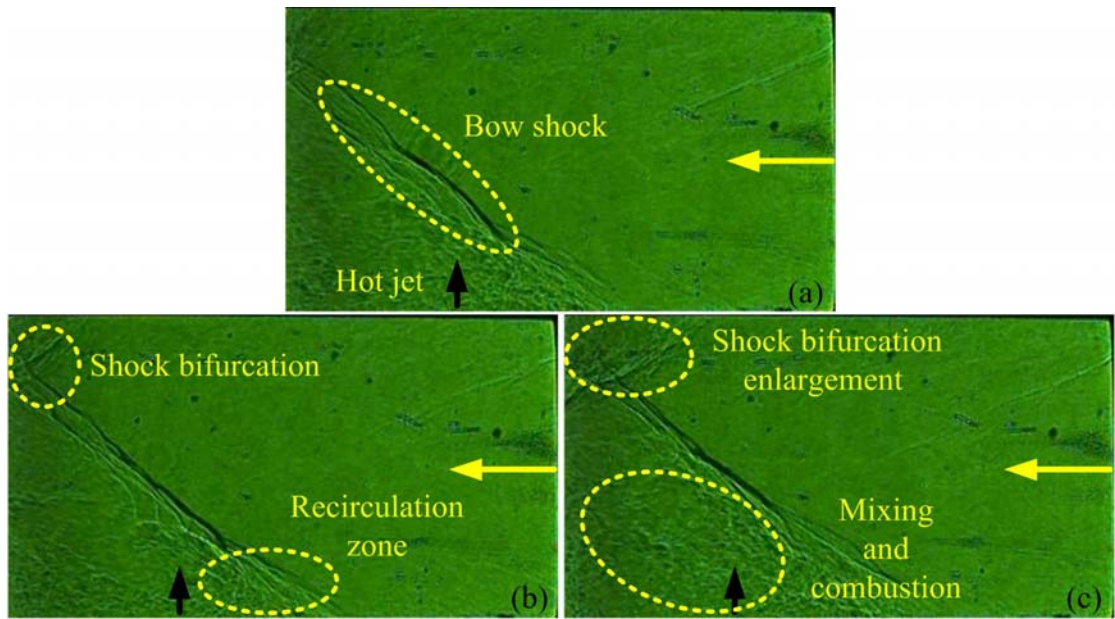 Bow shock
Hot jet
(a)
Shock bifurcation
Recirculation
zone
(b)
Shock bifurcation
enlargement
Mixing
and
combustion
(c)